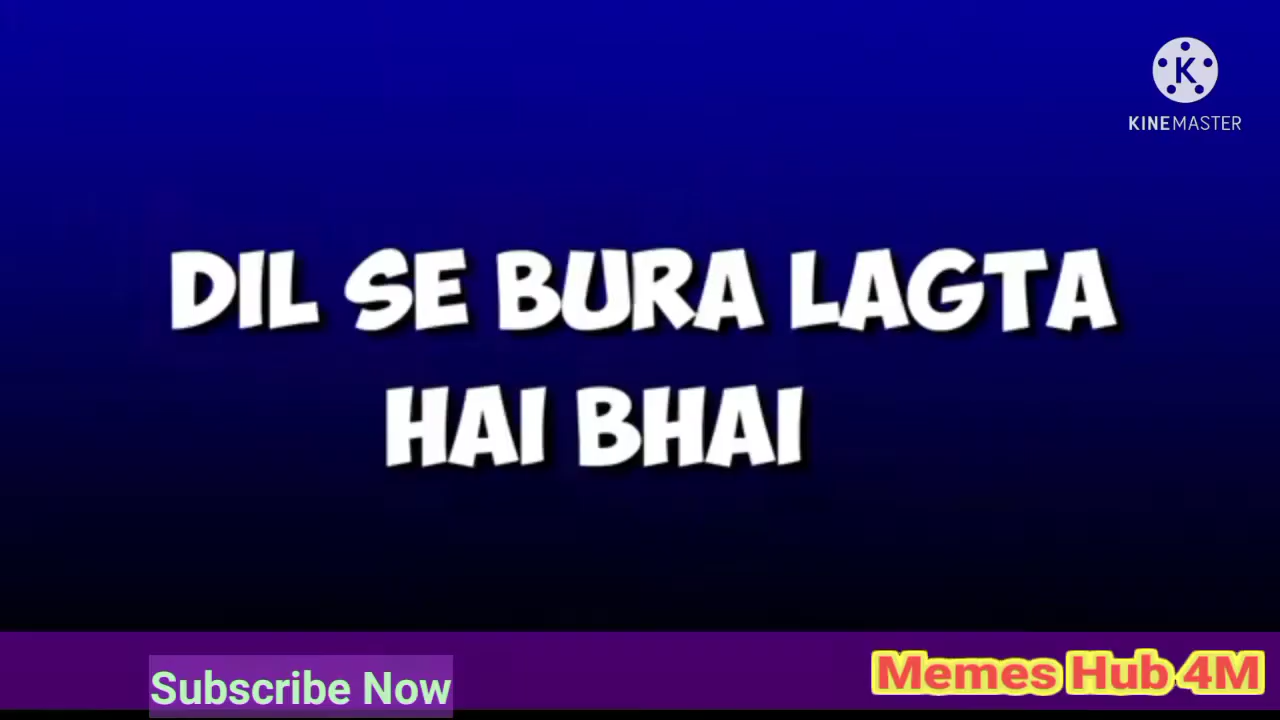 KINEMASTER
DIL SE BURA LAGTA
HAI BHAI
Subscribe Now
Memes Hub 4M